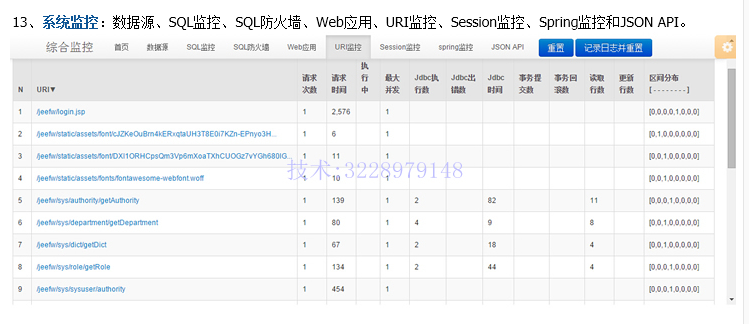 13、系统监控：数据源、SQL监控、SQL防火墙、Web应用、URI监控、Session监控、Spring监控和JSON API。
综合监控 首页 数据源 SQL监控 SQL防火墙 Web应用 URI监控 Session监控 spring监控 JSON API 重置 记录日志并重置
N URI▼ 请求次数 请求时间 执行中 最大并发 Jdbc执行数 Jdbc出错数 Jdbc时间 事务提交数 事务回滚数 读取行数 更新行数 区间分布 [ - - - - - - - - ]
1 /jeefw/login.jsp 1 2,576 1 [0,0,0,0,1,0,0,0]
2 /jeefw/static/assets/font/cJZKeOuBrn4kERxqtaUH3T8E0i7KZn-EPnyo3H... 1 6 1 [0,1,0,0,0,0,0,0]
3 /jeefw/static/assets/font/DXI1ORHCpsQm3Vp6mXoaTXhCUOGz7vYGh680lG... 1 11 1 [0,0,1,0,0,0,0,0]
4 /jeefw/static/assets/fonts/fontawesome-webfont.woff 1 10 1 [0,0,1,0,0,0,0,0]
技术:3228979148
5 /jeefw/sys/authority/getAuthority 1 139 1 2 82 11 [0,0,0,1,0,0,0,0]
6 /jeefw/sys/department/getDepartment 1 80 1 4 9 8 [0,0,1,0,0,0,0,0]
7 /jeefw/sys/dict/getDict 1 67 1 2 18 4 [0,0,1,0,0,0,0,0]
8 /jeefw/sys/role/getRole 1 134 1 2 44 4 [0,0,0,1,0,0,0,0]
9 /jeefw/sys/sysuser/authority 1 454 1 [0,0,0,1,0,0,0,0]